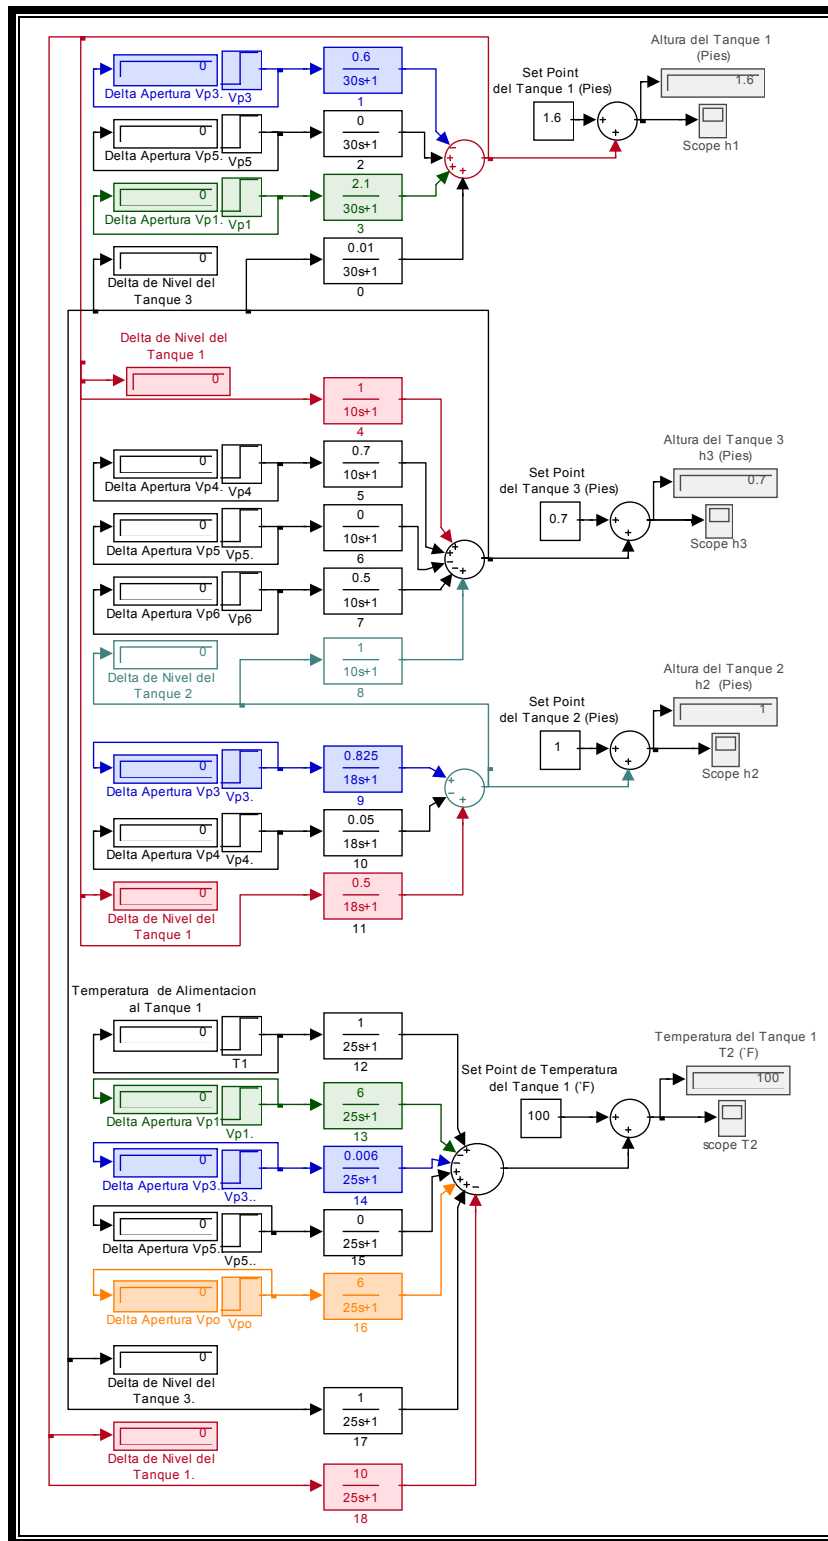 0
Delta Apertura Vp3.
Vp3
0.6
30s+1
1
0
Delta Apertura Vp5.
Vp5
0
30s+1
2
0
Delta Apertura Vp1.
Vp1
2.1
30s+1
3
0
Delta de Nivel del
Tanque 3
0.01
30s+1
0
Set Point
del Tanque 1 (Pies)
1.6
Altura del Tanque 1
(Pies)
1.6
Scope h1
Delta de Nivel del
Tanque 1
0
1
10s+1
4
0
Delta Apertura Vp4.
Vp4
0.7
10s+1
5
0
Delta Apertura Vp5
Vp5.
0
10s+1
6
0
Delta Apertura Vp6
Vp6
0.5
10s+1
7
0
Delta de Nivel del
Tanque 2
1
10s+1
8
Set Point
del Tanque 3 (Pies)
0.7
Altura del Tanque 3
h3 (Pies)
0.7
Scope h3
0
Delta Apertura Vp3
Vp3.
0.825
18s+1
9
0
Delta Apertura Vp4
Vp4.
0.05
18s+1
10
0
Delta de Nivel del
Tanque 1
0.5
18s+1
11
Set Point
del Tanque 2 (Pies)
1
Altura del Tanque 2
h2 (Pies)
1
Scope h2
Temperatura de Alimentacion
al Tanque 1
0
T1
1
25s+1
12
0
Delta Apertura Vp1
Vp1.
6
25s+1
13
0
Delta Apertura Vp3..
Vp3..
0.006
25s+1
14
0
Delta Apertura Vp5.
Vp5..
0
25s+1
15
0
Delta Apertura Vpo
Vpo
6
25s+1
16
0
Delta de Nivel del
Tanque 3.
1
25s+1
17
0
Delta de Nivel del
Tanque 1.
10
25s+1
18
Set Point de Temperatura
del Tanque 1 (`F)
100
Temperatura del Tanque 1
T2 (`F)
100
scope T2